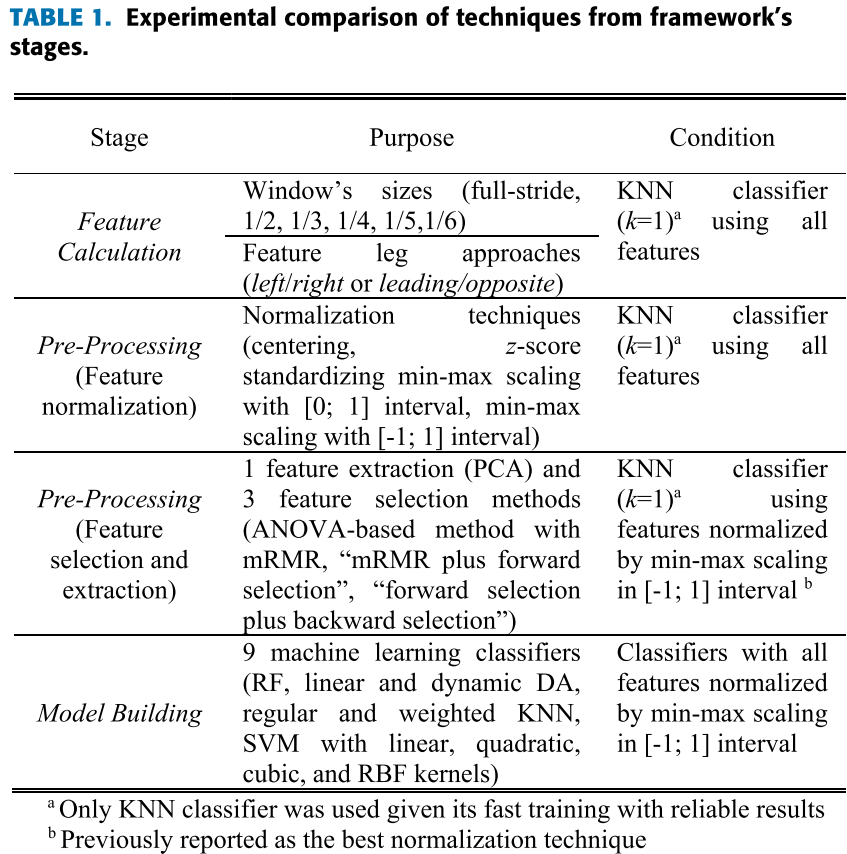 TABLE 1. Experimental comparison of techniques from framework's
stages.
Stage Purpose Condition
Feature
Calculation
Window's sizes (full-stride,
1/2, 1/3, 1/4, 1/5,1/6)
Feature leg approaches
(left/right or leading/opposite)
KNN classifier
(k=1)a using all
features
Pre-Processing
(Feature
normalization)
Normalization techniques
(centering, z-score
standardizing min-max scaling
with [0; 1] interval, min-max
scaling with [-1; 1] interval)
KNN classifier
(k=1)a using all
features
Pre-Processing
(Feature
selection and
extraction)
1 feature extraction (PCA) and
3 feature selection methods
(ANOVA-based method with
mRMR, “mRMR plus forward
selection”, “forward selection
plus backward selection”)
KNN classifier
(k=1)a using
features normalized
by min-max scaling
in [-1; 1] interval b
Model Building
9 machine learning classifiers
(RF, linear and dynamic DA,
regular and weighted KNN,
SVM with linear, quadratic,
cubic, and RBF kernels)
Classifiers with all
features normalized
by min-max scaling
in [-1; 1] interval
a Only KNN classifier was used given its fast training with reliable results
b Previously reported as the best normalization technique